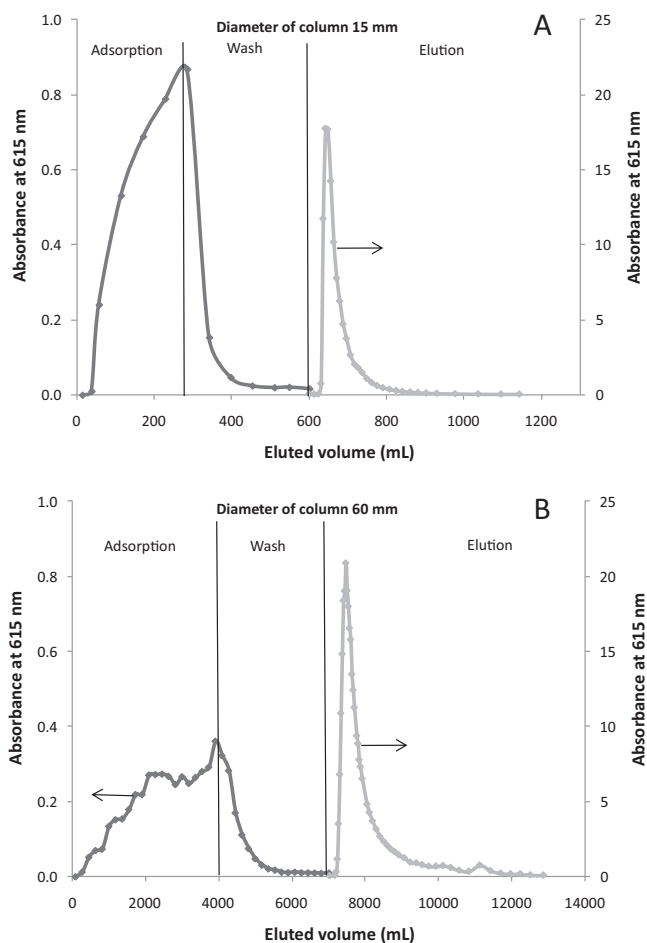 Diameter of column 15 mm
A
Adsorption Wash Elution
1.0 25
0.8 20
0.6 15
0.4 10
0.2 5
0.0 0
0 200 400 600 800 1000 1200
Absorbance at 615 nm
Absorbance at 615 nm
Eluted volume (mL)
Diameter of column 60 mm
B
Adsorption Wash Elution
1.0 25
0.8 20
0.6 15
0.4 10
0.2 5
0.0 0
0 2000 4000 6000 8000 10000 12000 14000
Absorbance at 615 nm
Absorbance at 615 nm
Eluted volume (mL)